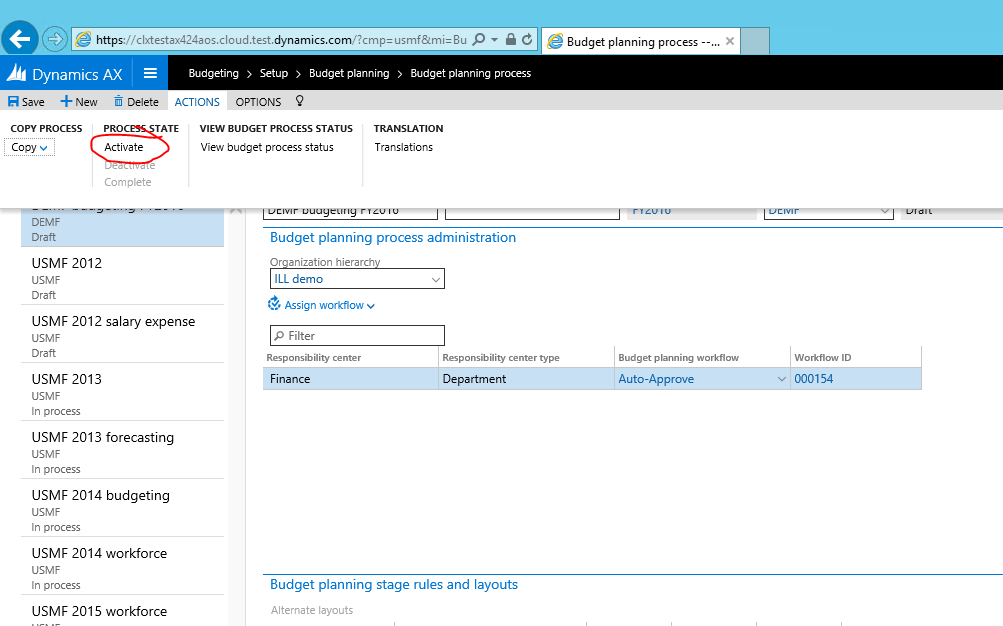 https://clxtestax424aos.cloud.test.dynamics.com/?cmp=usmf&mi=Bu
Budget planning process --...
Dynamics AX
Budgeting > Setup > Budget planning > Budget planning process
Save New Delete ACTIONS OPTIONS
COPY PROCESS
Copy
PROCESS STATE
Activate
Deactivate
Complete
VIEW BUDGET PROCESS STATUS
View budget process status
TRANSLATION
Translations
DEMF budgeting FY2016
DEMF
Draft
USMF 2012
USMF
Draft
USMF 2012 salary expense
USMF
Draft
USMF 2013
USMF
In process
USMF 2013 forecasting
USMF
In process
USMF 2014 budgeting
USMF
In process
USMF 2014 workforce
USMF
In process
USMF 2015 workforce
USMF
DEMF budgeting FY2016 FY2016 DEMF Draft
Budget planning process administration
Organization hierarchy
ILL demo
Assign workflow
Filter
Responsibility center Responsibility center type Budget planning workflow Workflow ID
Finance Department Auto-Approve 000154
Budget planning stage rules and layouts
Alternate layouts